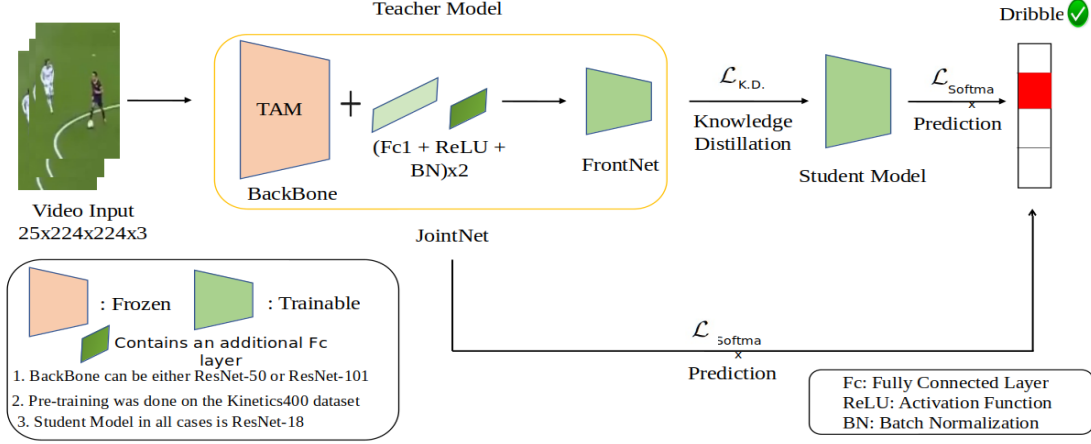 Teacher Model
Dribble
TAM
+
(Fc1 + ReLU +
BN)x2
BackBone
FrontNet
ℒ K.D.
Knowledge
Distillation
Student Model
ℒ Softma
x
Prediction
Video Input
25x224x224x3
JointNet
: Frozen
: Trainable
Contains an additional Fc
layer
1. BackBone can be either ResNet-50 or ResNet-101
2. Pre-training was done on the Kinetics400 dataset
3. Student Model in all cases is ResNet-18
ℒ Softma
x
Prediction
Fc: Fully Connected Layer
ReLU: Activation Function
BN: Batch Normalization